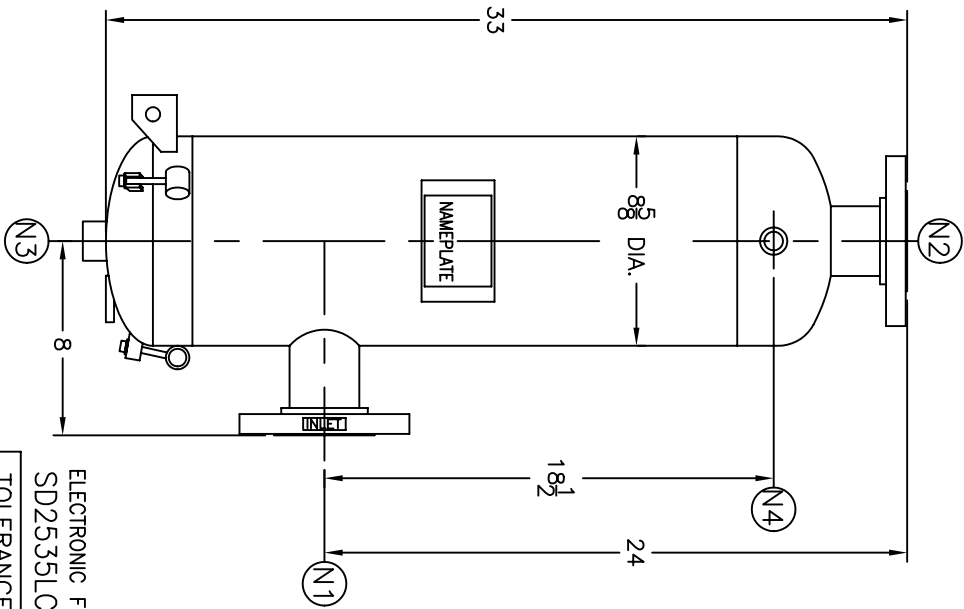 33
N2
N3
NAMEPLATE
8 5/8 DIA.
8
INLET
18 1/2
N4
24
N1
ELECTRONIC F
SD2535LC
TOLERANCE